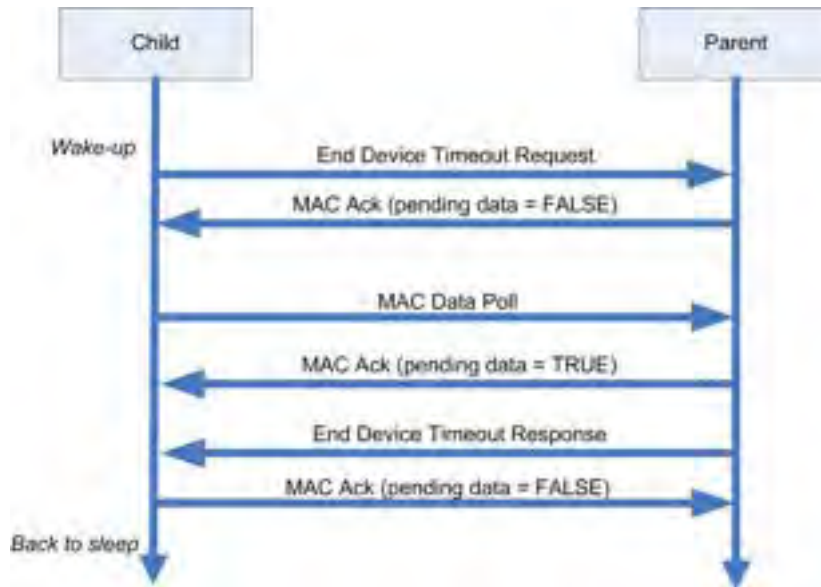 Child
Parent
Wake-up
End Device Timeout Request
MAC Ack (pending data = FALSE)
MAC Data Poll
MAC Ack (pending data = TRUE)
End Device Timeout Response
MAC Ack (pending data = FALSE)
Back to sleep